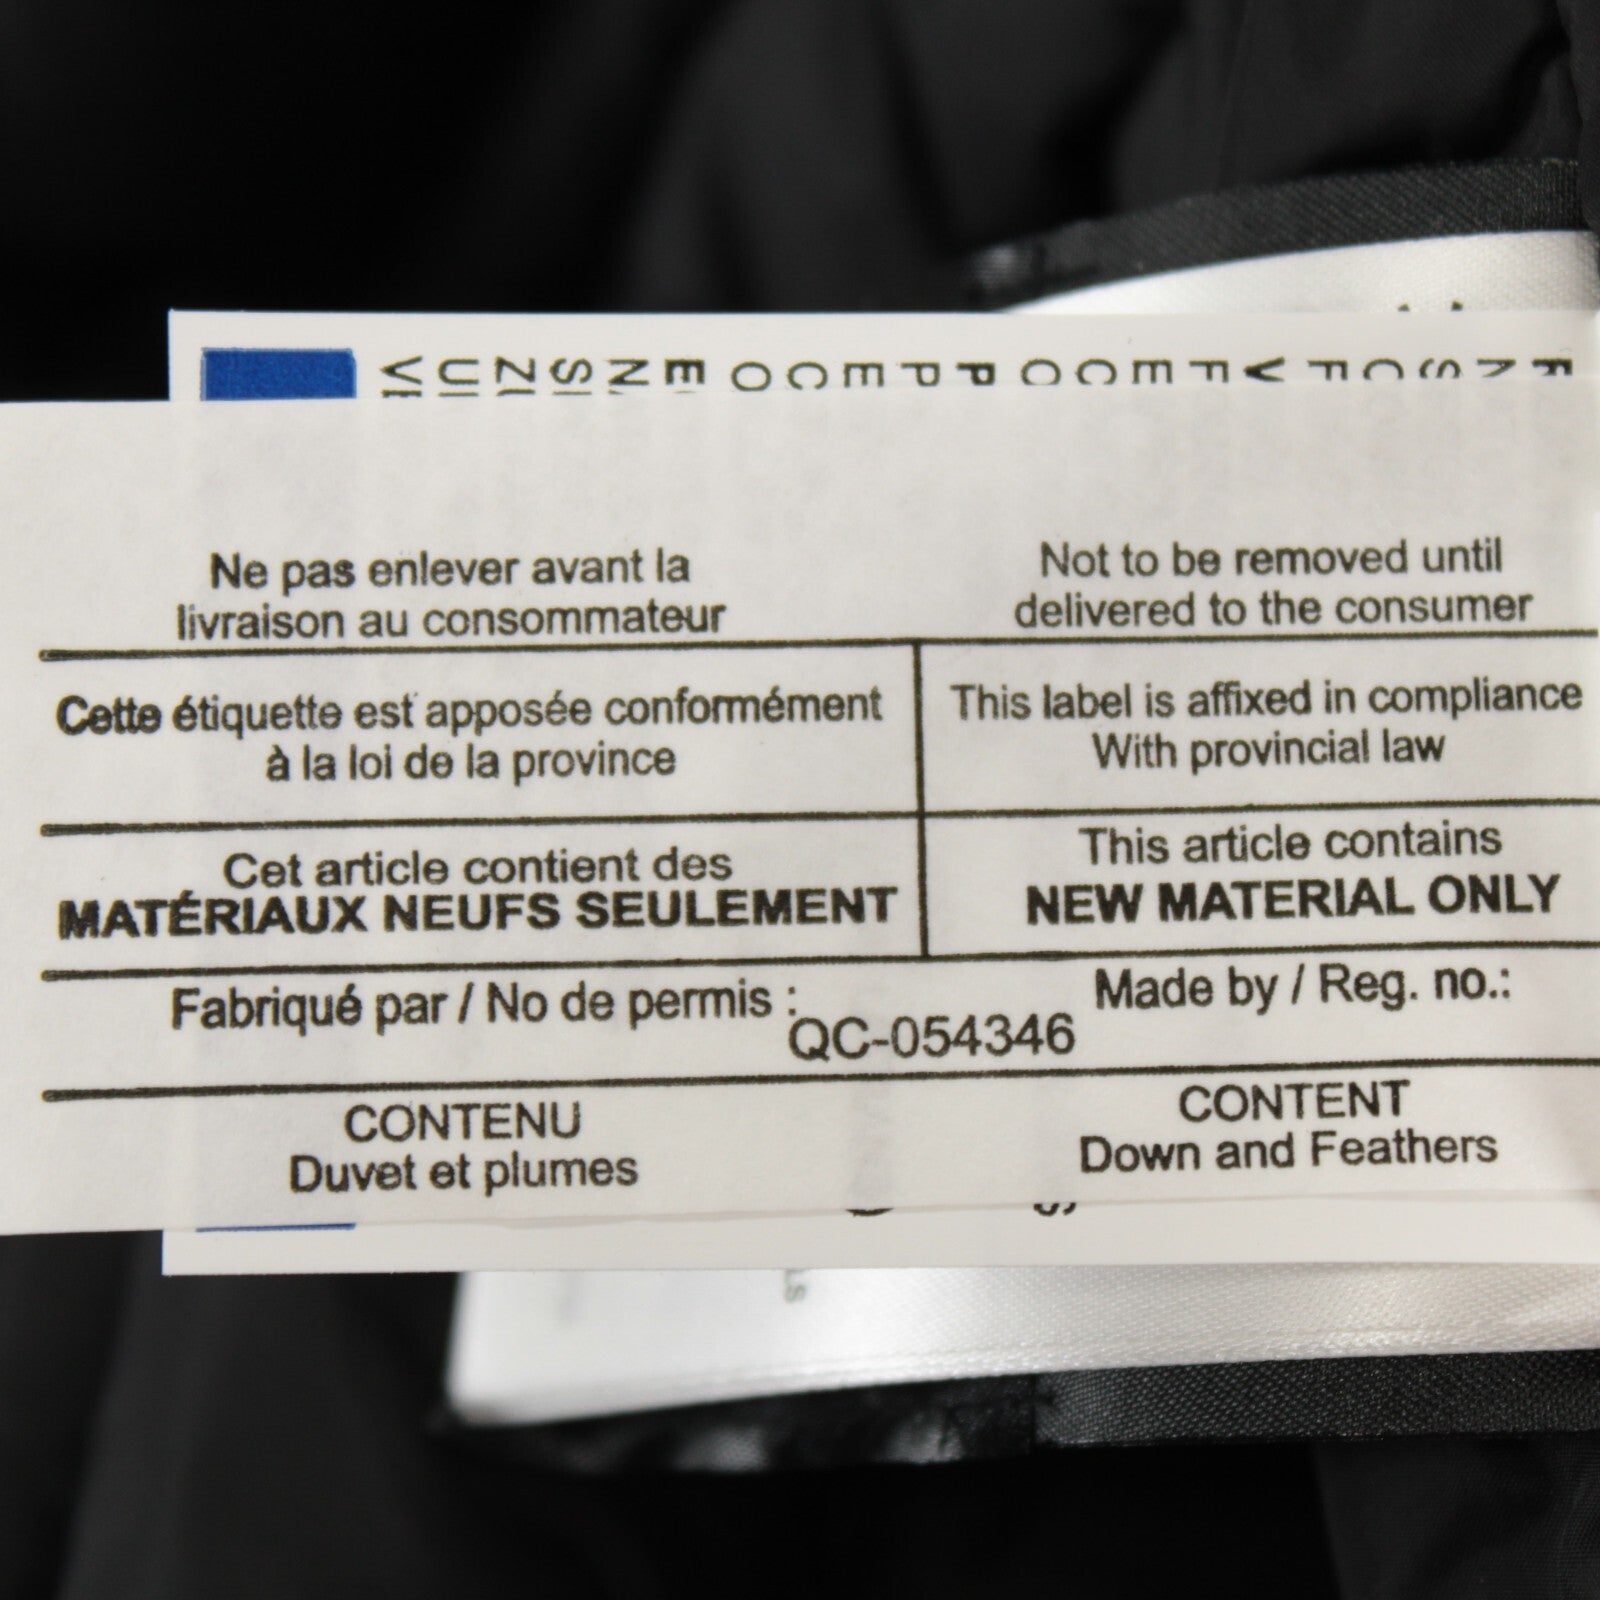 Ne pas enlever avant la
livraison au consommateur
Not to be removed until
delivered to the consumer
Cette étiquette est apposée conformément
à la loi de la province
This label is affixed in compliance
With provincial law
Cet article contient des
MATÉRIAUX NEUFS SEULEMENT
This article contains
NEW MATERIAL ONLY
Fabriqué par / No de permis :
Made by / Reg. no.:
QC-054346
CONTENU
Duvet et plumes
CONTENT
Down and Feathers